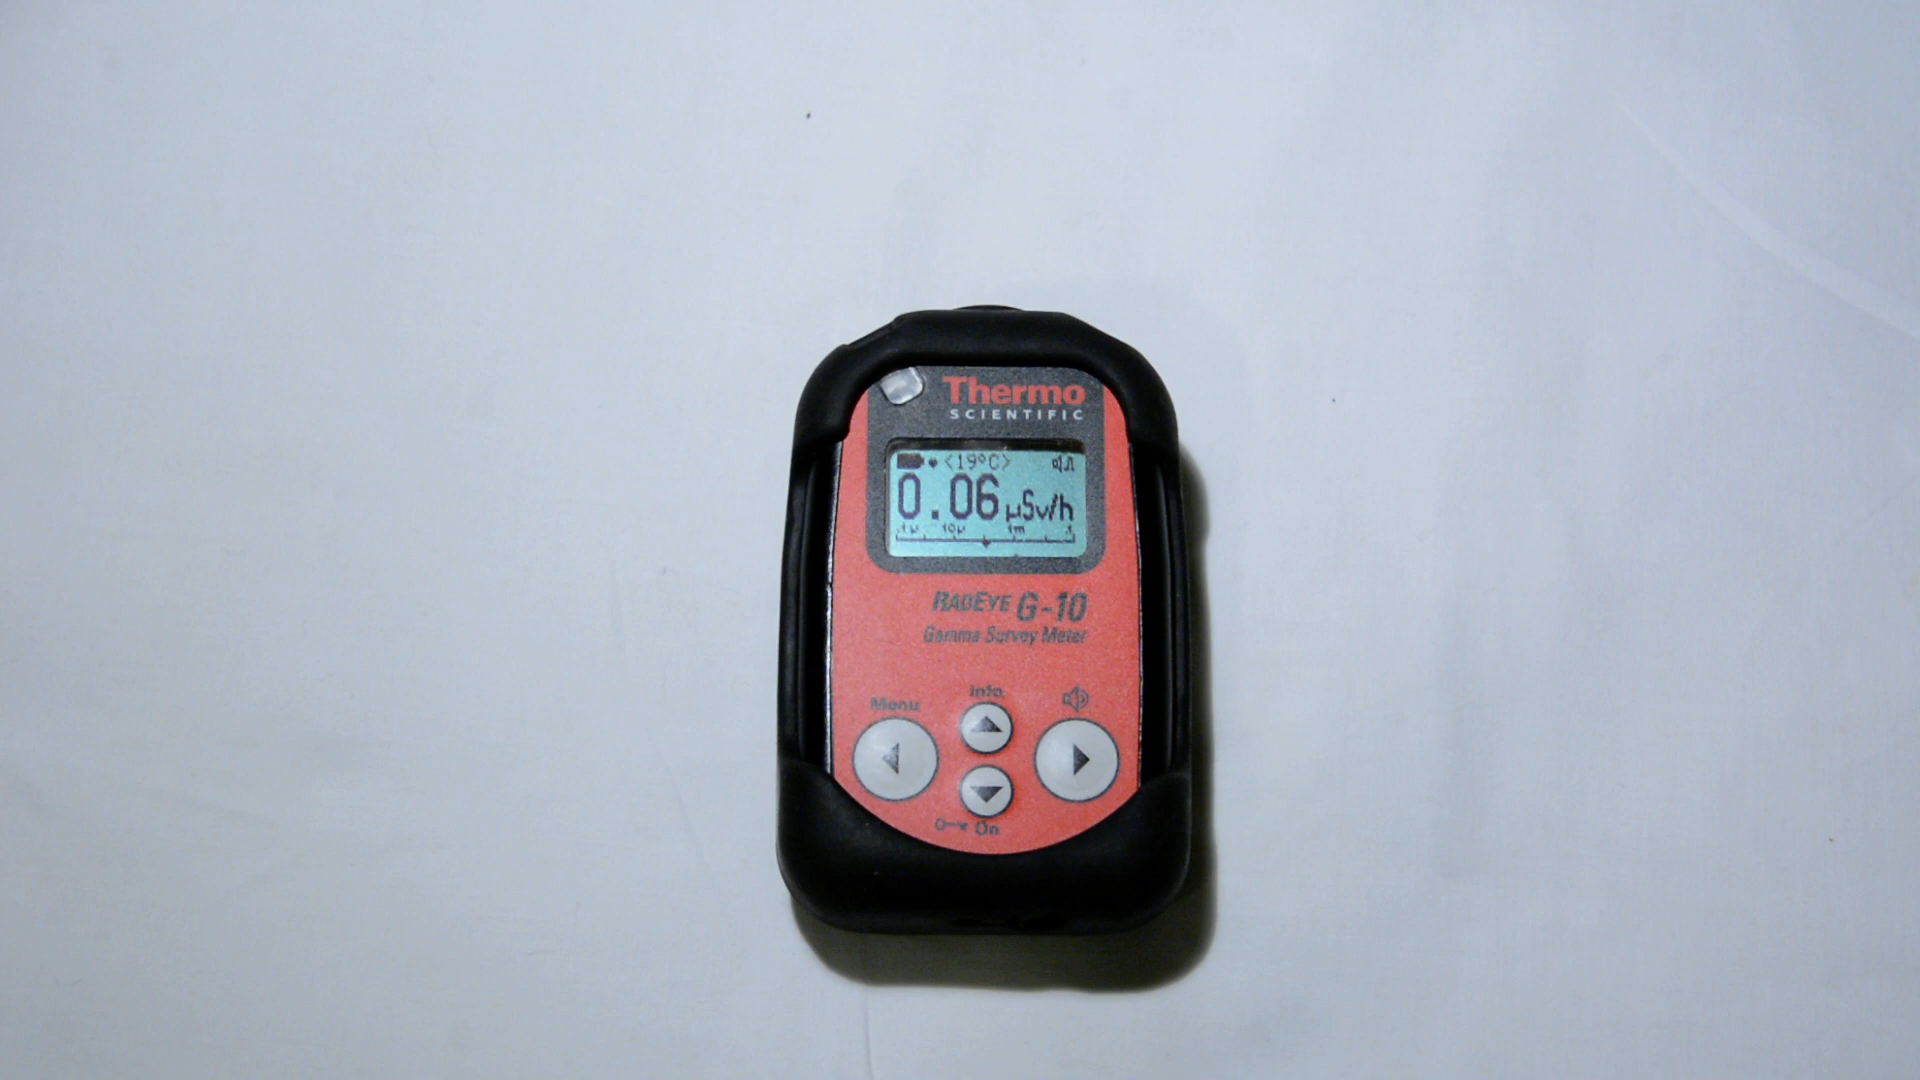 Thermo
SCIENTIFIC
<19°C>
0.06 µSv/h
.1µ 10µ 1m .1
RADEYE G-10
Gamma Survey Meter
Info
Menu
On